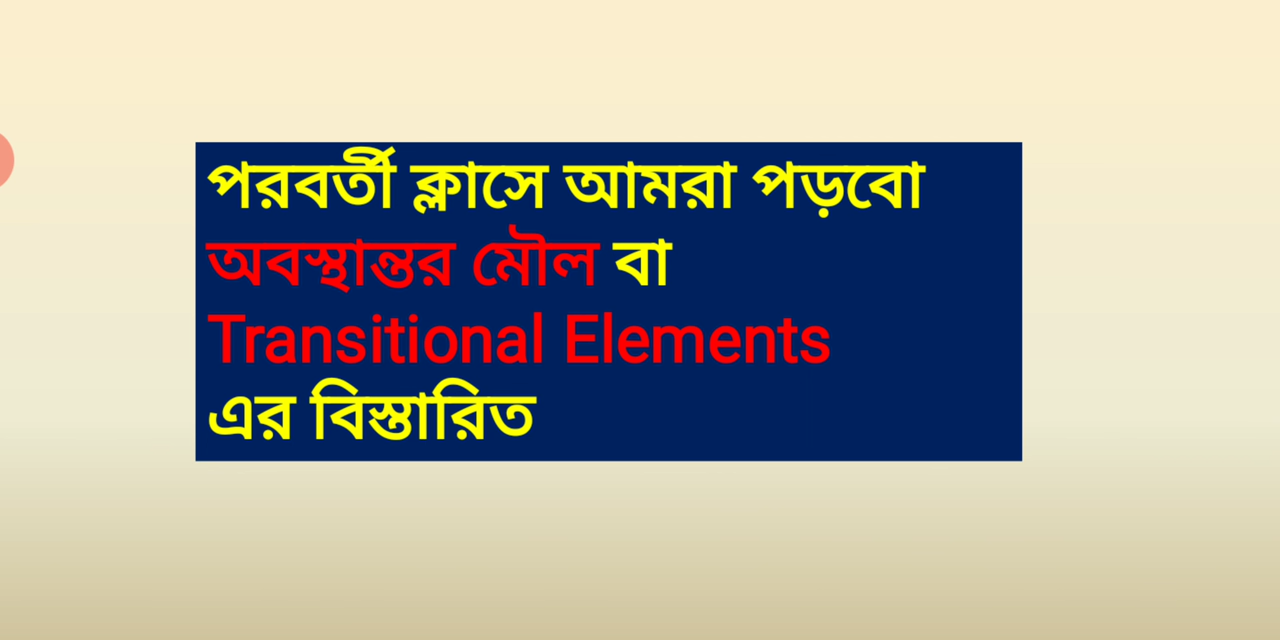 পরবর্তী ক্লাসে আমরা পড়বো
অবস্থান্তর মৌল বা
Transitional Elements
এর বিস্তারিত